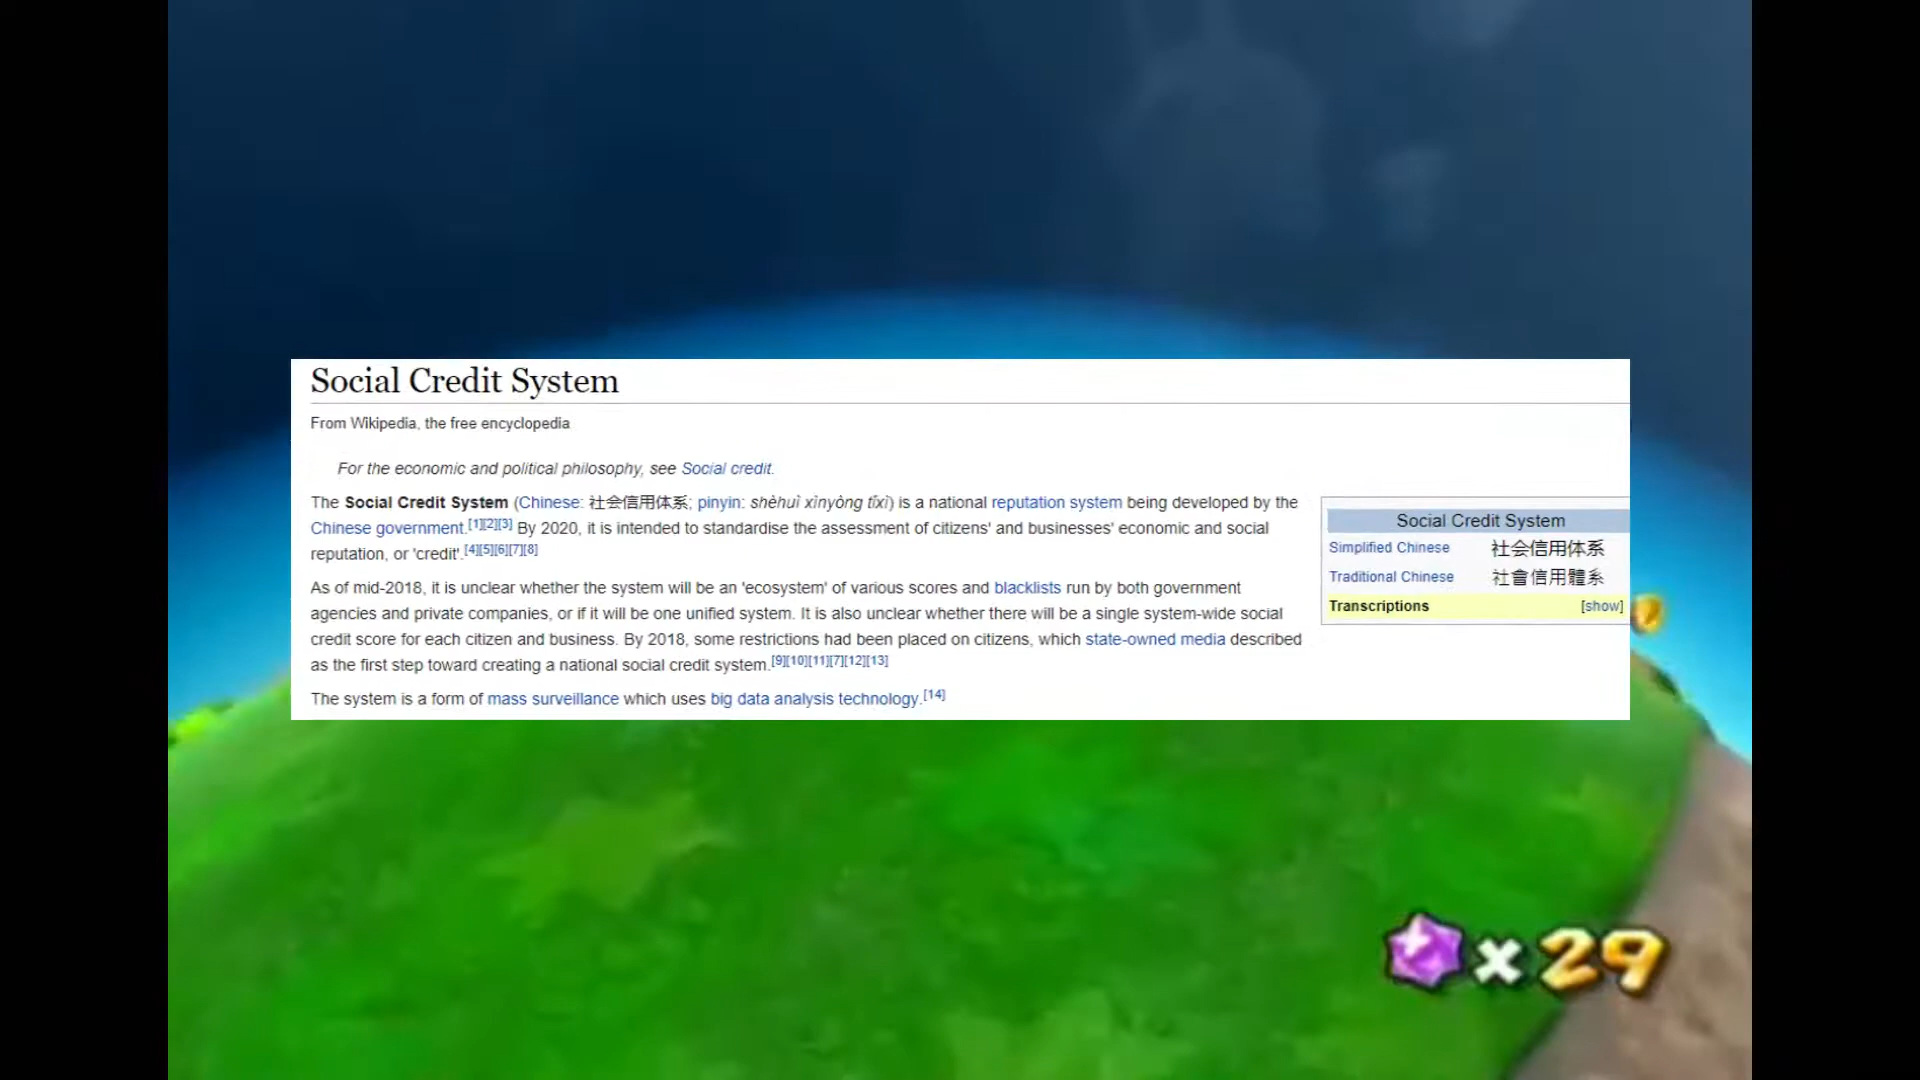 Social Credit System
From Wikipedia, the free encyclopedia
For the economic and political philosophy, see Social credit.
The Social Credit System (Chinese: 社会信用体系; pinyin: shèhuì xìnyòng tǐxì) is a national reputation system being developed by the
Chinese government.[1][2][3] By 2020, it is intended to standardise the assessment of citizens' and businesses' economic and social
reputation, or 'credit'.[4][5][6][7][8]
As of mid-2018, it is unclear whether the system will be an 'ecosystem' of various scores and blacklists run by both government
agencies and private companies, or if it will be one unified system. It is also unclear whether there will be a single system-wide social
credit score for each citizen and business. By 2018, some restrictions had been placed on citizens, which state-owned media described
as the first step toward creating a national social credit system.[9][10][11][7][12][13]
The system is a form of mass surveillance which uses big data analysis technology.[14]
Social Credit System
Simplified Chinese 社会信用体系
Traditional Chinese 社會信用體系
Transcriptions [show]
x 29